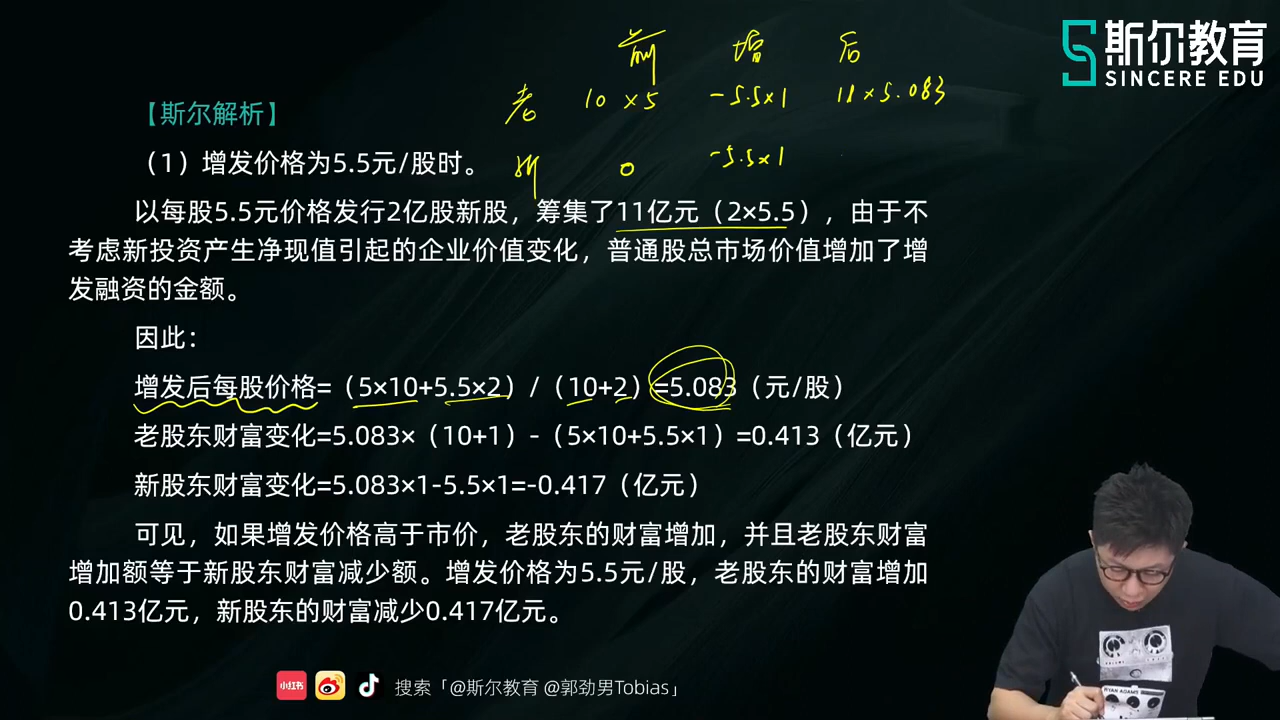 斯尔教育
SINCERE EDU
前 增 后
老 10×5 -5.5×1 11×5.083
新 0 -5.5×1
【斯尔解析】
（1）增发价格为5.5元/股时。
以每股5.5元价格发行2亿股新股，筹集了11亿元（2×5.5），由于不
考虑新投资产生净现值引起的企业价值变化，普通股总市场价值增加了增
发融资的金额。
因此：
增发后每股价格=（5×10+5.5×2）/（10+2）=5.083（元/股）
老股东财富变化=5.083×（10+1）-（5×10+5.5×1）=0.413（亿元）
新股东财富变化=5.083×1-5.5×1=-0.417（亿元）
可见，如果增发价格高于市价，老股东的财富增加，并且老股东财富
增加额等于新股东财富减少额。增发价格为5.5元/股，老股东的财富增加
0.413亿元，新股东的财富减少0.417亿元。
小红书
搜索「@斯尔教育 @郭劲男Tobias」
RYAN ADAMS